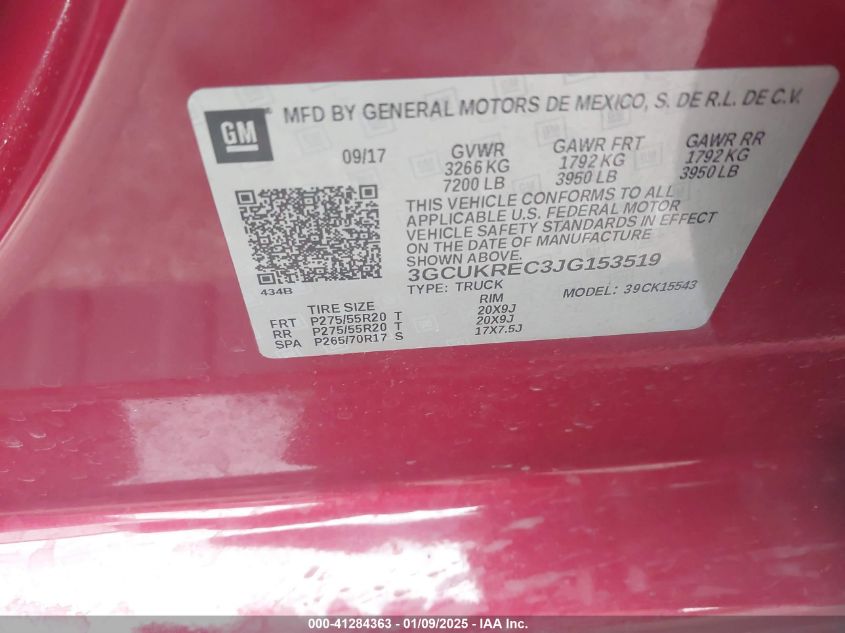 GM
MFD BY GENERAL MOTORS DE MEXICO, S. DE R.L. DE C.V.
09/17 GVWR GAWR FRT GAWR RR
3266 KG 1792 KG 1792 KG
7200 LB 3950 LB 3950 LB
THIS VEHICLE CONFORMS TO ALL
APPLICABLE U.S. FEDERAL MOTOR
VEHICLE SAFETY STANDARDS IN EFFECT
ON THE DATE OF MANUFACTURE
SHOWN ABOVE.
3GCUKREC3JG153519
434B TYPE: TRUCK MODEL: 39CK15543
TIRE SIZE RIM
FRT P275/55R20 T 20X9J
RR P275/55R20 T 20X9J
SPA P265/70R17 S 17X7.5J
000-41284363 - 01/09/2025 - IAA Inc.